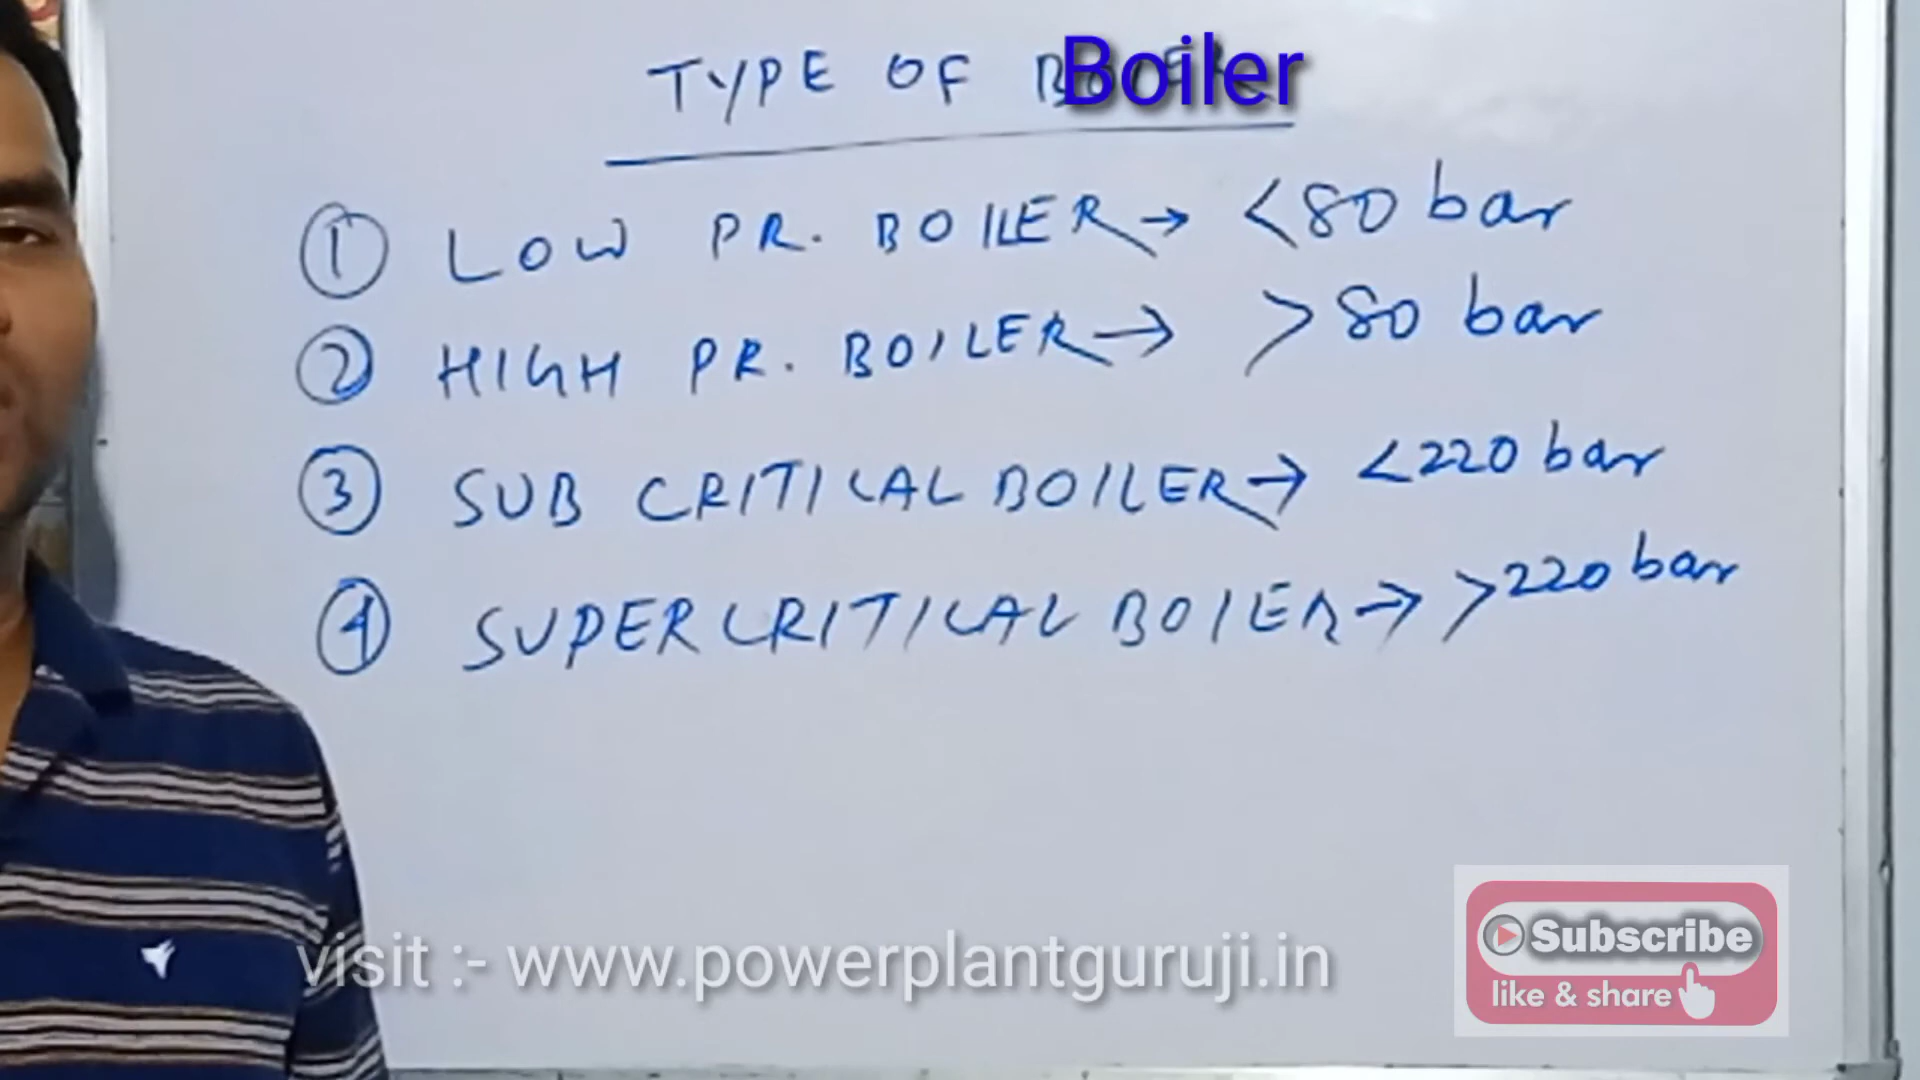 TYPE OF Boiler
① LOW PR. BOILER → <80 bar
② HIGH PR. BOILER → >80 bar
③ SUB CRITICAL BOILER → <220 bar
④ SUPERCRITICAL BOIER → >220 bar
visit :- www.powerplantguruji.in
Subscribe
like & share